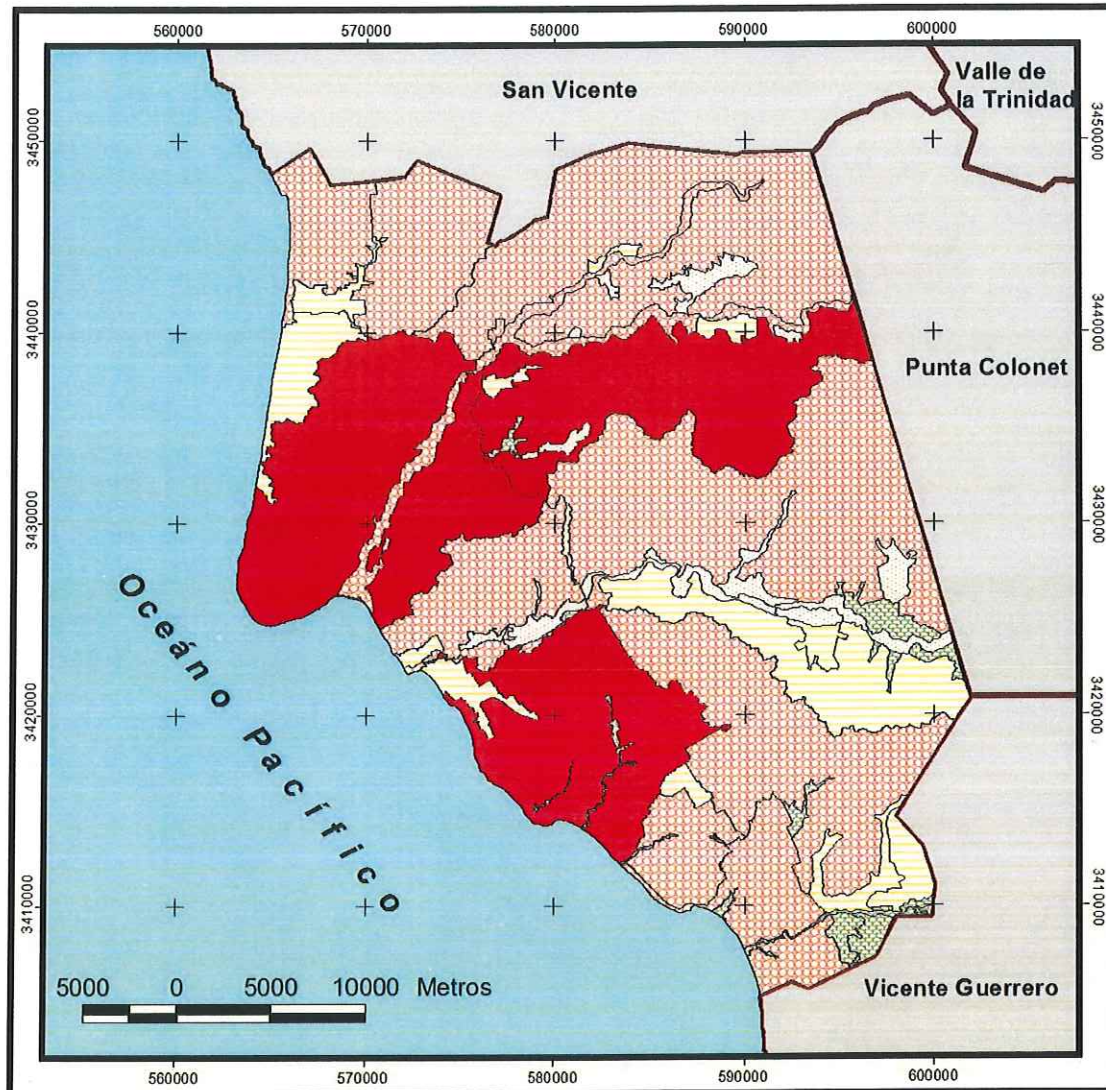 560000 570000 580000 590000 600000
San Vicente
Valle de
la Trinidad
3450000 3450000
3440000 3440000
Punta Colonet
3430000 3430000
Océano Pacífico
3420000 3420000
3410000 3410000
5000 0 5000 10000 Metros
Vicente Guerrero
560000 570000 580000 590000 600000